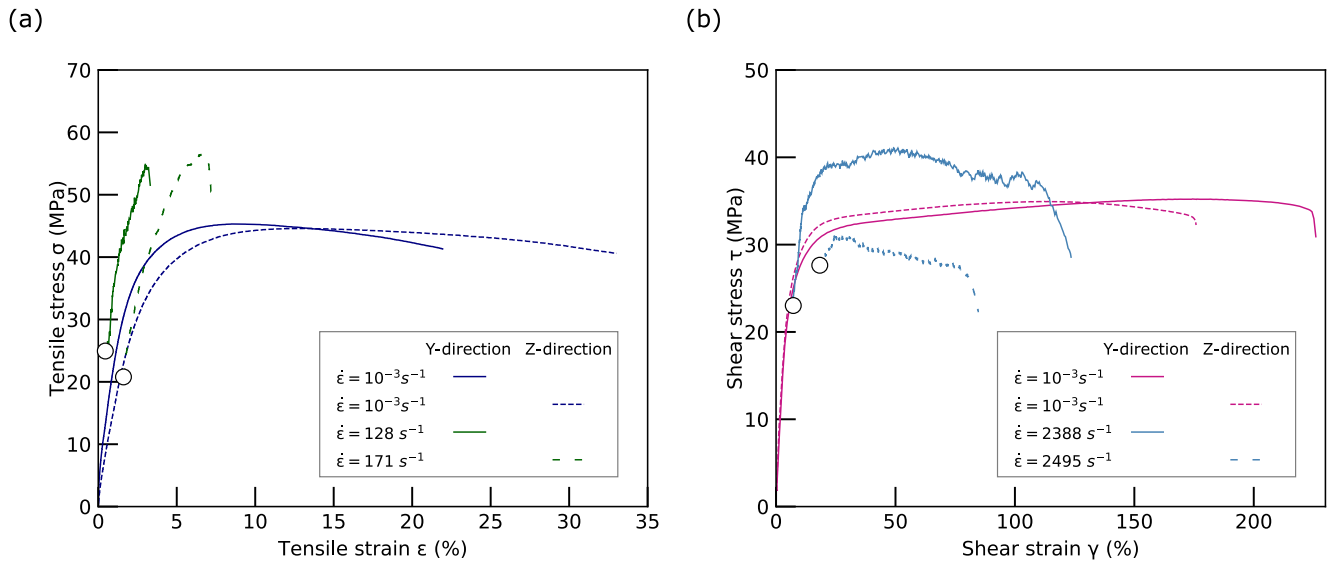 (a)
70
60
50
40
30
20
10
0
Tensile stress σ (MPa)
0 5 10 15 20 25 30 35
Tensile strain ε (%)
Y-direction Z-direction
ε̇ = 10⁻³s⁻¹
ε̇ = 10⁻³s⁻¹
ε̇ = 128 s⁻¹
ε̇ = 171 s⁻¹
(b)
50
40
30
20
10
0
Shear stress τ (MPa)
0 50 100 150 200
Shear strain γ (%)
Y-direction Z-direction
ε̇ = 10⁻³s⁻¹
ε̇ = 10⁻³s⁻¹
ε̇ = 2388 s⁻¹
ε̇ = 2495 s⁻¹